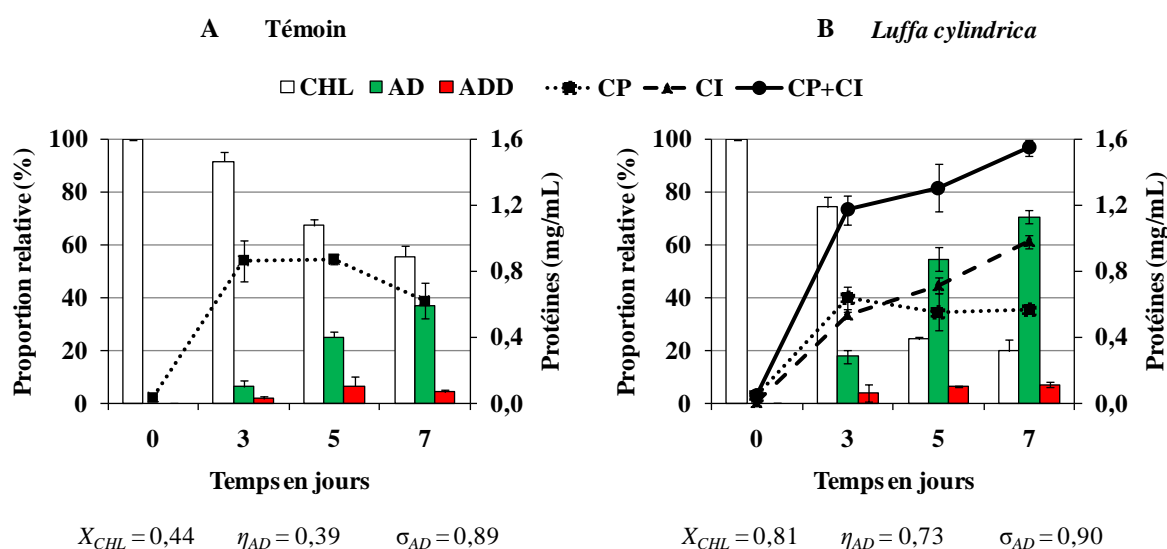 A Témoin B Luffa cylindrica
CHL AD ADD CP CI CP+CI
Proportion relative (%)
100
80
60
40
20
0
1,6
1,2
0,8
0,4
0,0
Protéines (mg/mL)
0 3 5 7
Temps en jours
X_CHL = 0,44 η_AD = 0,39 σ_AD = 0,89
Proportion relative (%)
100
80
60
40
20
0
1,6
1,2
0,8
0,4
0,0
Protéines (mg/mL)
0 3 5 7
Temps en jours
X_CHL = 0,81 η_AD = 0,73 σ_AD = 0,90